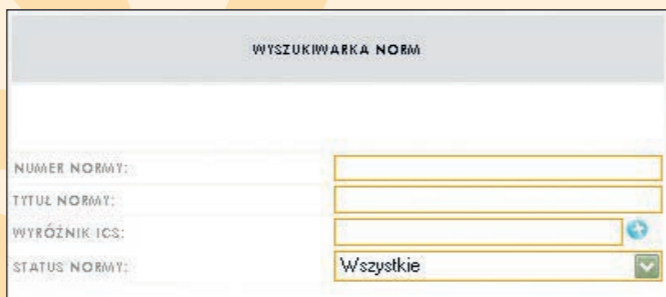 WYSZUKIWARKA NORM
NUMER NORMY:
TYTUŁ NORMY:
WYRÓŻNIK ICS:
STATUS NORMY: Wszystkie